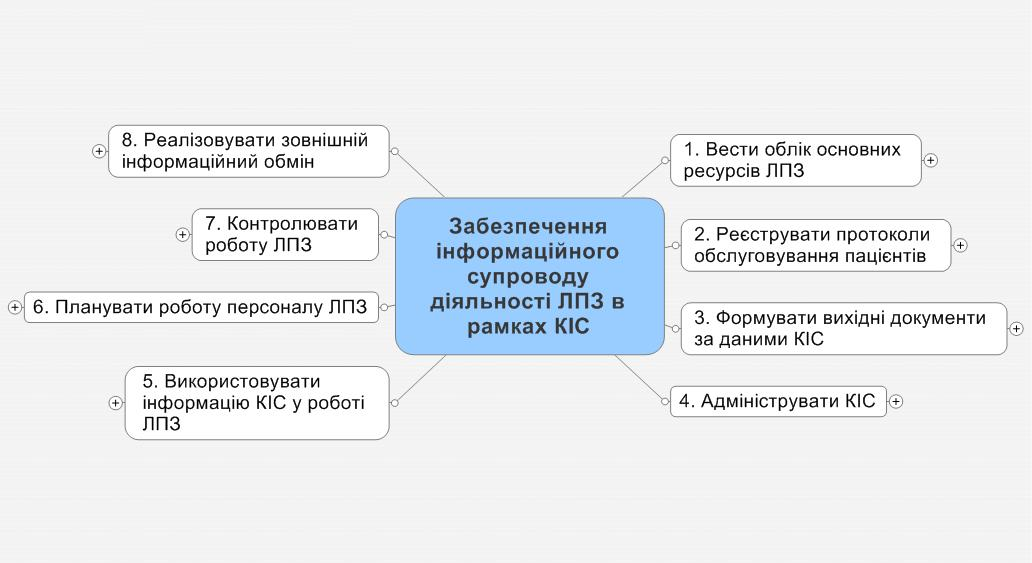 Забезпечення
інформаційного
супроводу
діяльності ЛПЗ в
рамках КІС
1. Вести облік основних
ресурсів ЛПЗ
2. Реєструвати протоколи
обслуговування пацієнтів
3. Формувати вихідні документи
за даними КІС
4. Адмініструвати КІС
5. Використовувати
інформацію КІС у роботі
ЛПЗ
6. Планувати роботу персоналу ЛПЗ
7. Контролювати
роботу ЛПЗ
8. Реалізовувати зовнішній
інформаційний обмін